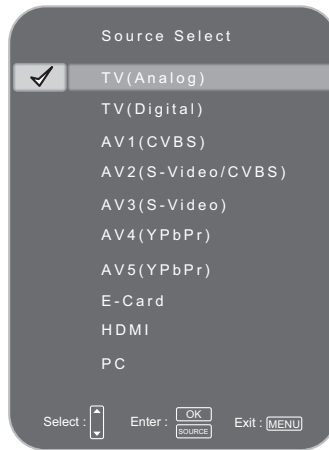 Source Select
TV(Analog)
TV(Digital)
AV1(CVBS)
AV2(S-Video/CVBS)
AV3(S-Video)
AV4(YPbPr)
AV5(YPbPr)
E-Card
HDMI
PC
Select : Enter : OK SOURCE Exit : MENU